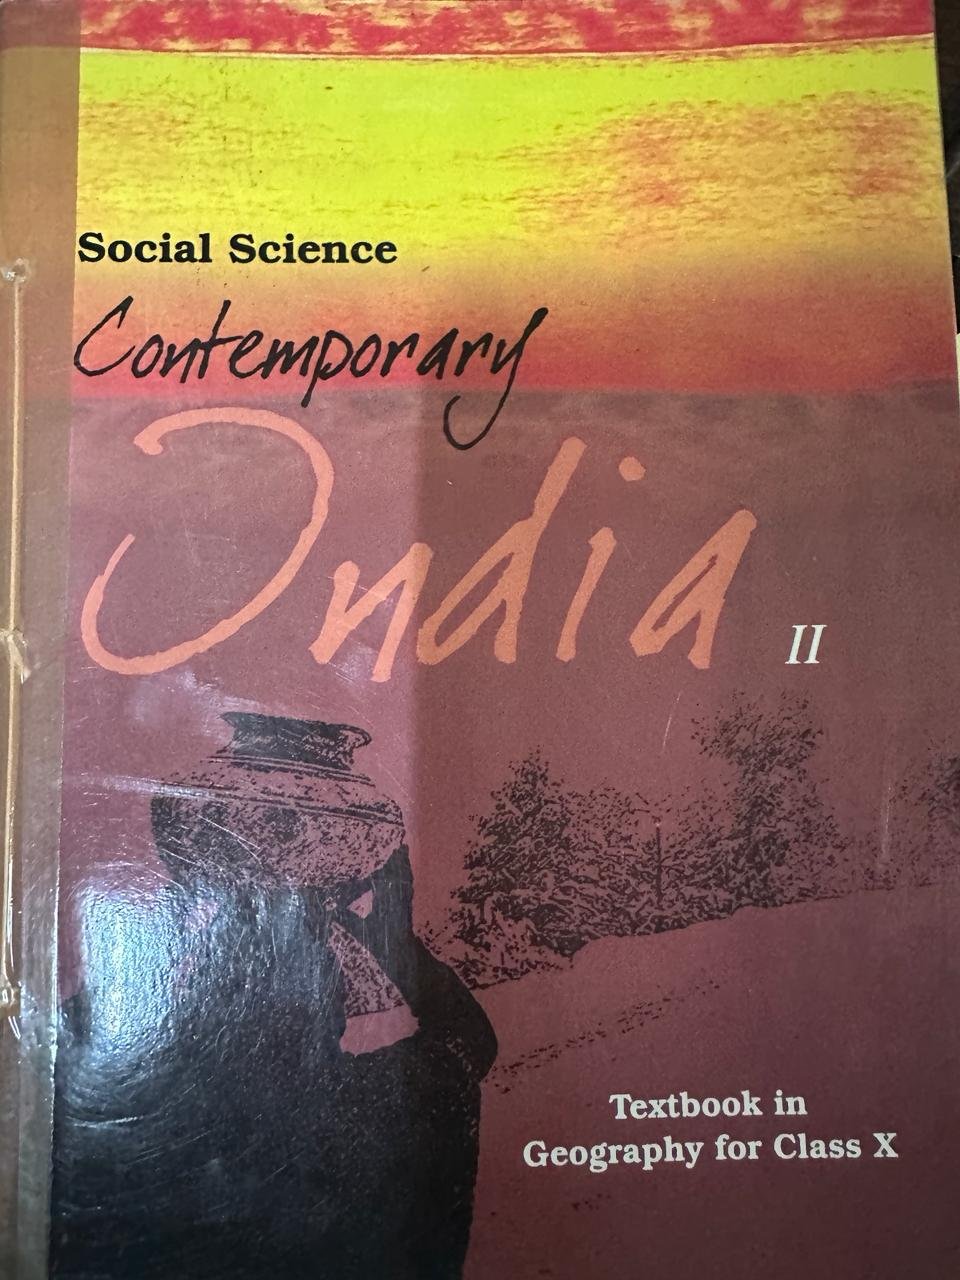 Social Science
Contemporary
India II
Textbook in
Geography for Class X